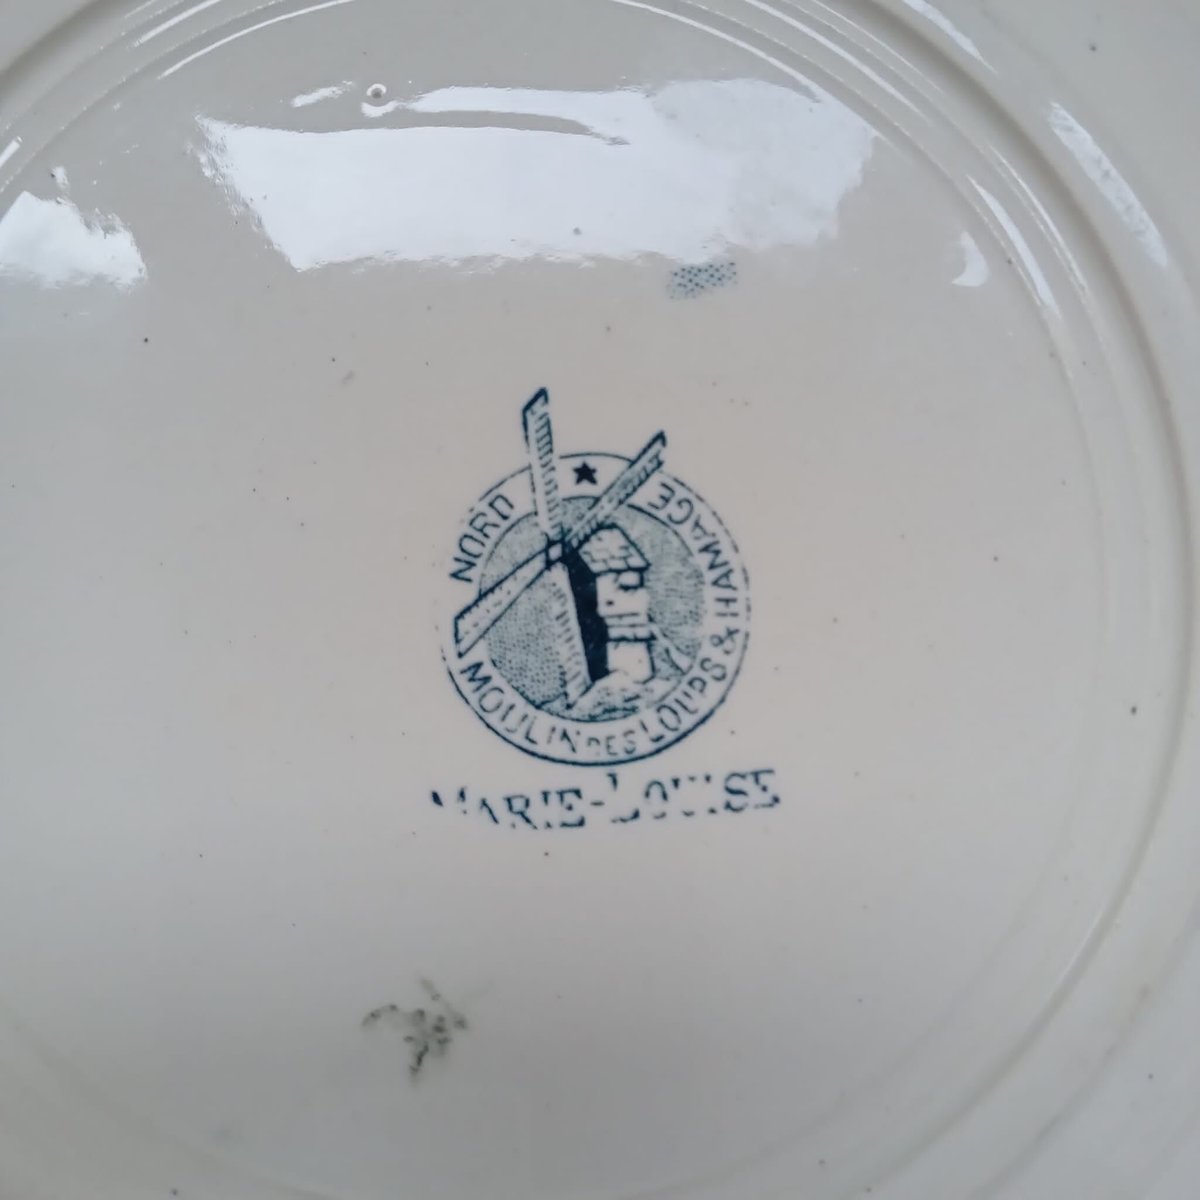 NORD ★ HAMAGE
MOULIN DES LOUPS &
MARIE-LOUISE